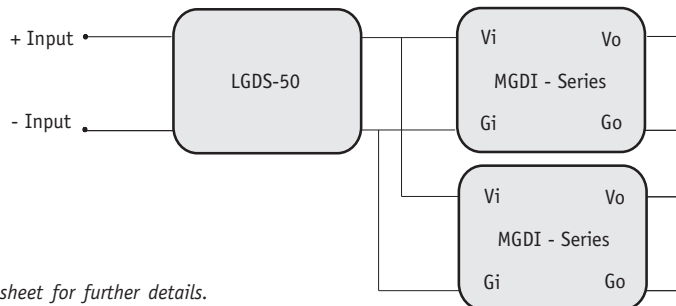 + Input
LGDS-50
Vi Vo
MGDI - Series
Gi Go
- Input
Vi Vo
MGDI - Series
Gi Go
sheet for further details.